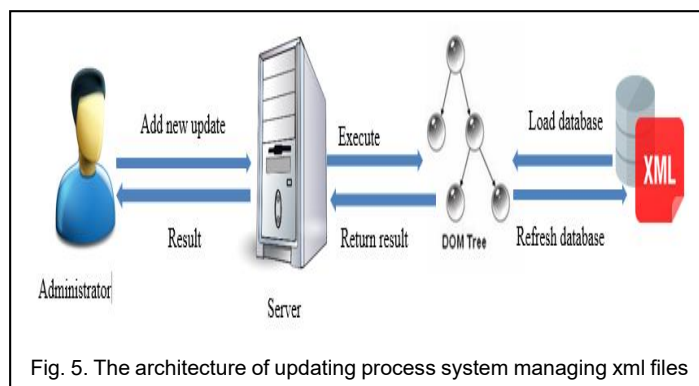 Add new update
Execute
Load database
XML
Result
Return result
DOM Tree
Refresh database
Administrator
Server
Fig. 5. The architecture of updating process system managing xml files